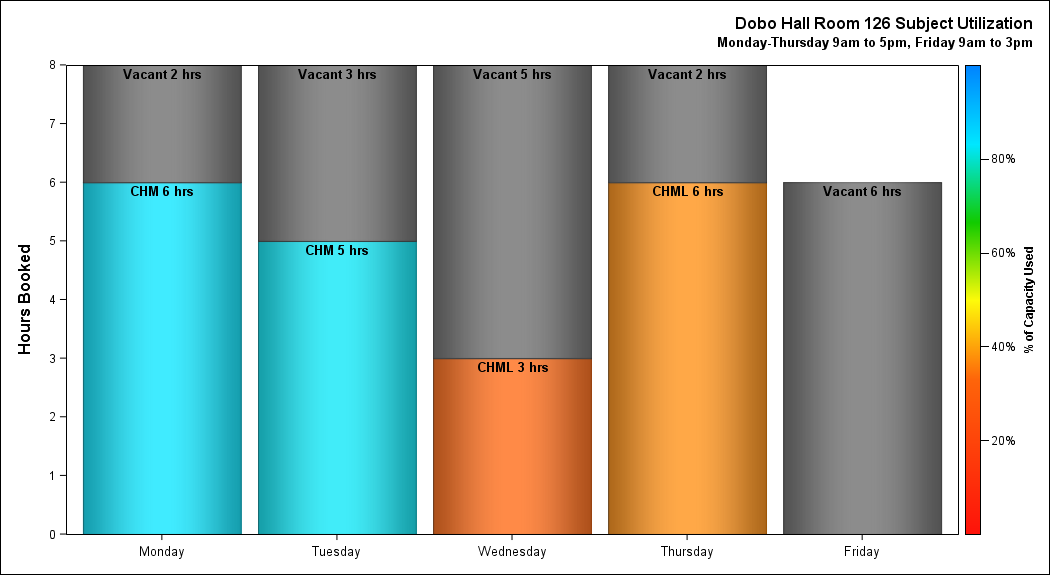 Dobo Hall Room 126 Subject Utilization
Monday-Thursday 9am to 5pm, Friday 9am to 3pm
Hours Booked
8
7
6
5
4
3
2
1
0
Vacant 2 hrs
CHM 6 hrs
Vacant 3 hrs
CHM 5 hrs
Vacant 5 hrs
CHML 3 hrs
Vacant 2 hrs
CHML 6 hrs
Vacant 6 hrs
Monday
Tuesday
Wednesday
Thursday
Friday
80%
60%
40%
20%
% of Capacity Used